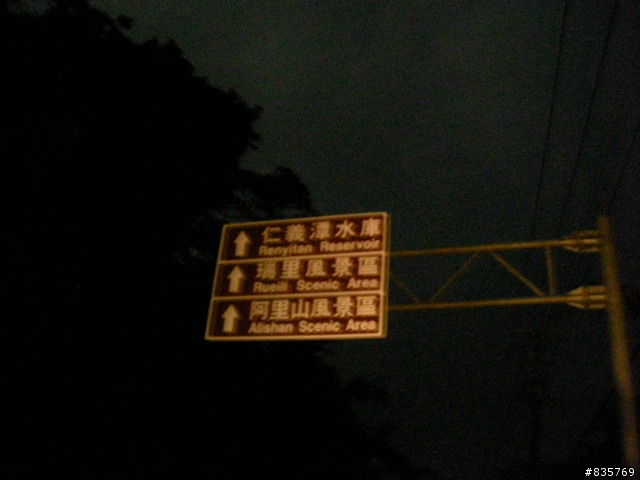 仁義潭水庫
Renyitan Reservoir
瑞里風景區
Rueili Scenic Area
阿里山風景區
Alishan Scenic Area
#835769